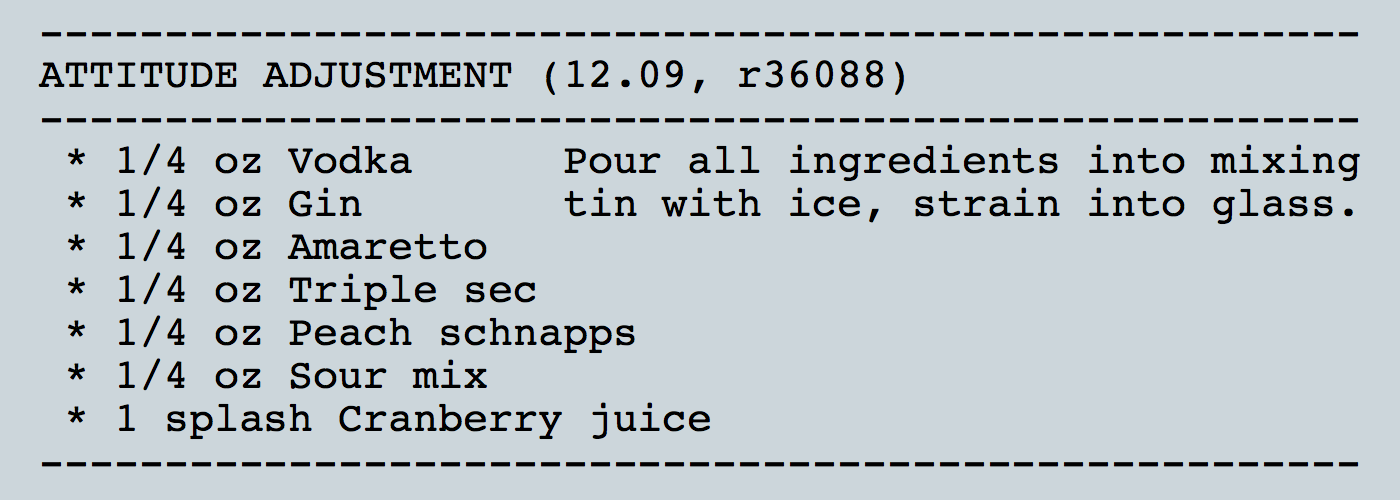 -----------------------------------------------------
ATTITUDE ADJUSTMENT (12.09, r36088)
-----------------------------------------------------
 * 1/4 oz Vodka      Pour all ingredients into mixing
 * 1/4 oz Gin        tin with ice, strain into glass.
 * 1/4 oz Amaretto
 * 1/4 oz Triple sec
 * 1/4 oz Peach schnapps
 * 1/4 oz Sour mix
 * 1 splash Cranberry juice
-----------------------------------------------------